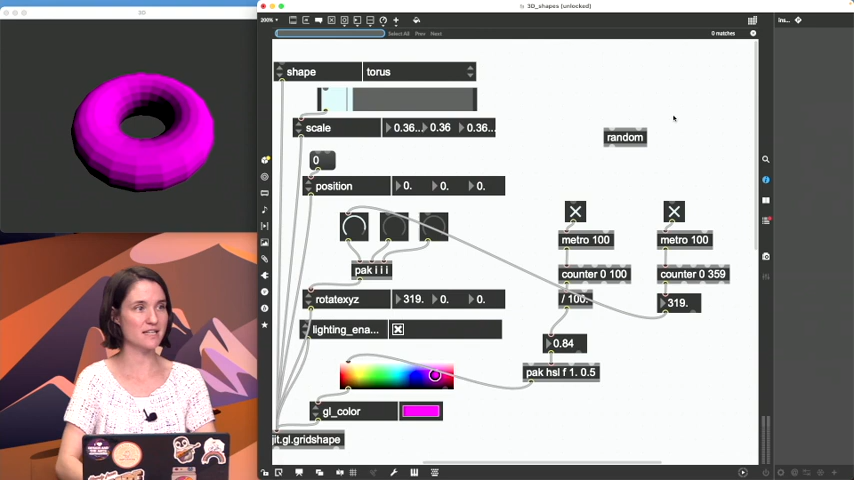 3D
3D_shapes (unlocked)
200%
Select All Prev Next
0 matches
ins...
shape
torus
scale
0.36... 0.36 0.36...
random
0
position
0. 0. 0.
metro 100
metro 100
pak i i i
counter 0 100
counter 0 359
rotatexyz
319. 0. 0.
/ 100.
319.
lighting_ena...
0.84
pak hsl f 1. 0.5
gl_color
jit.gl.gridshape